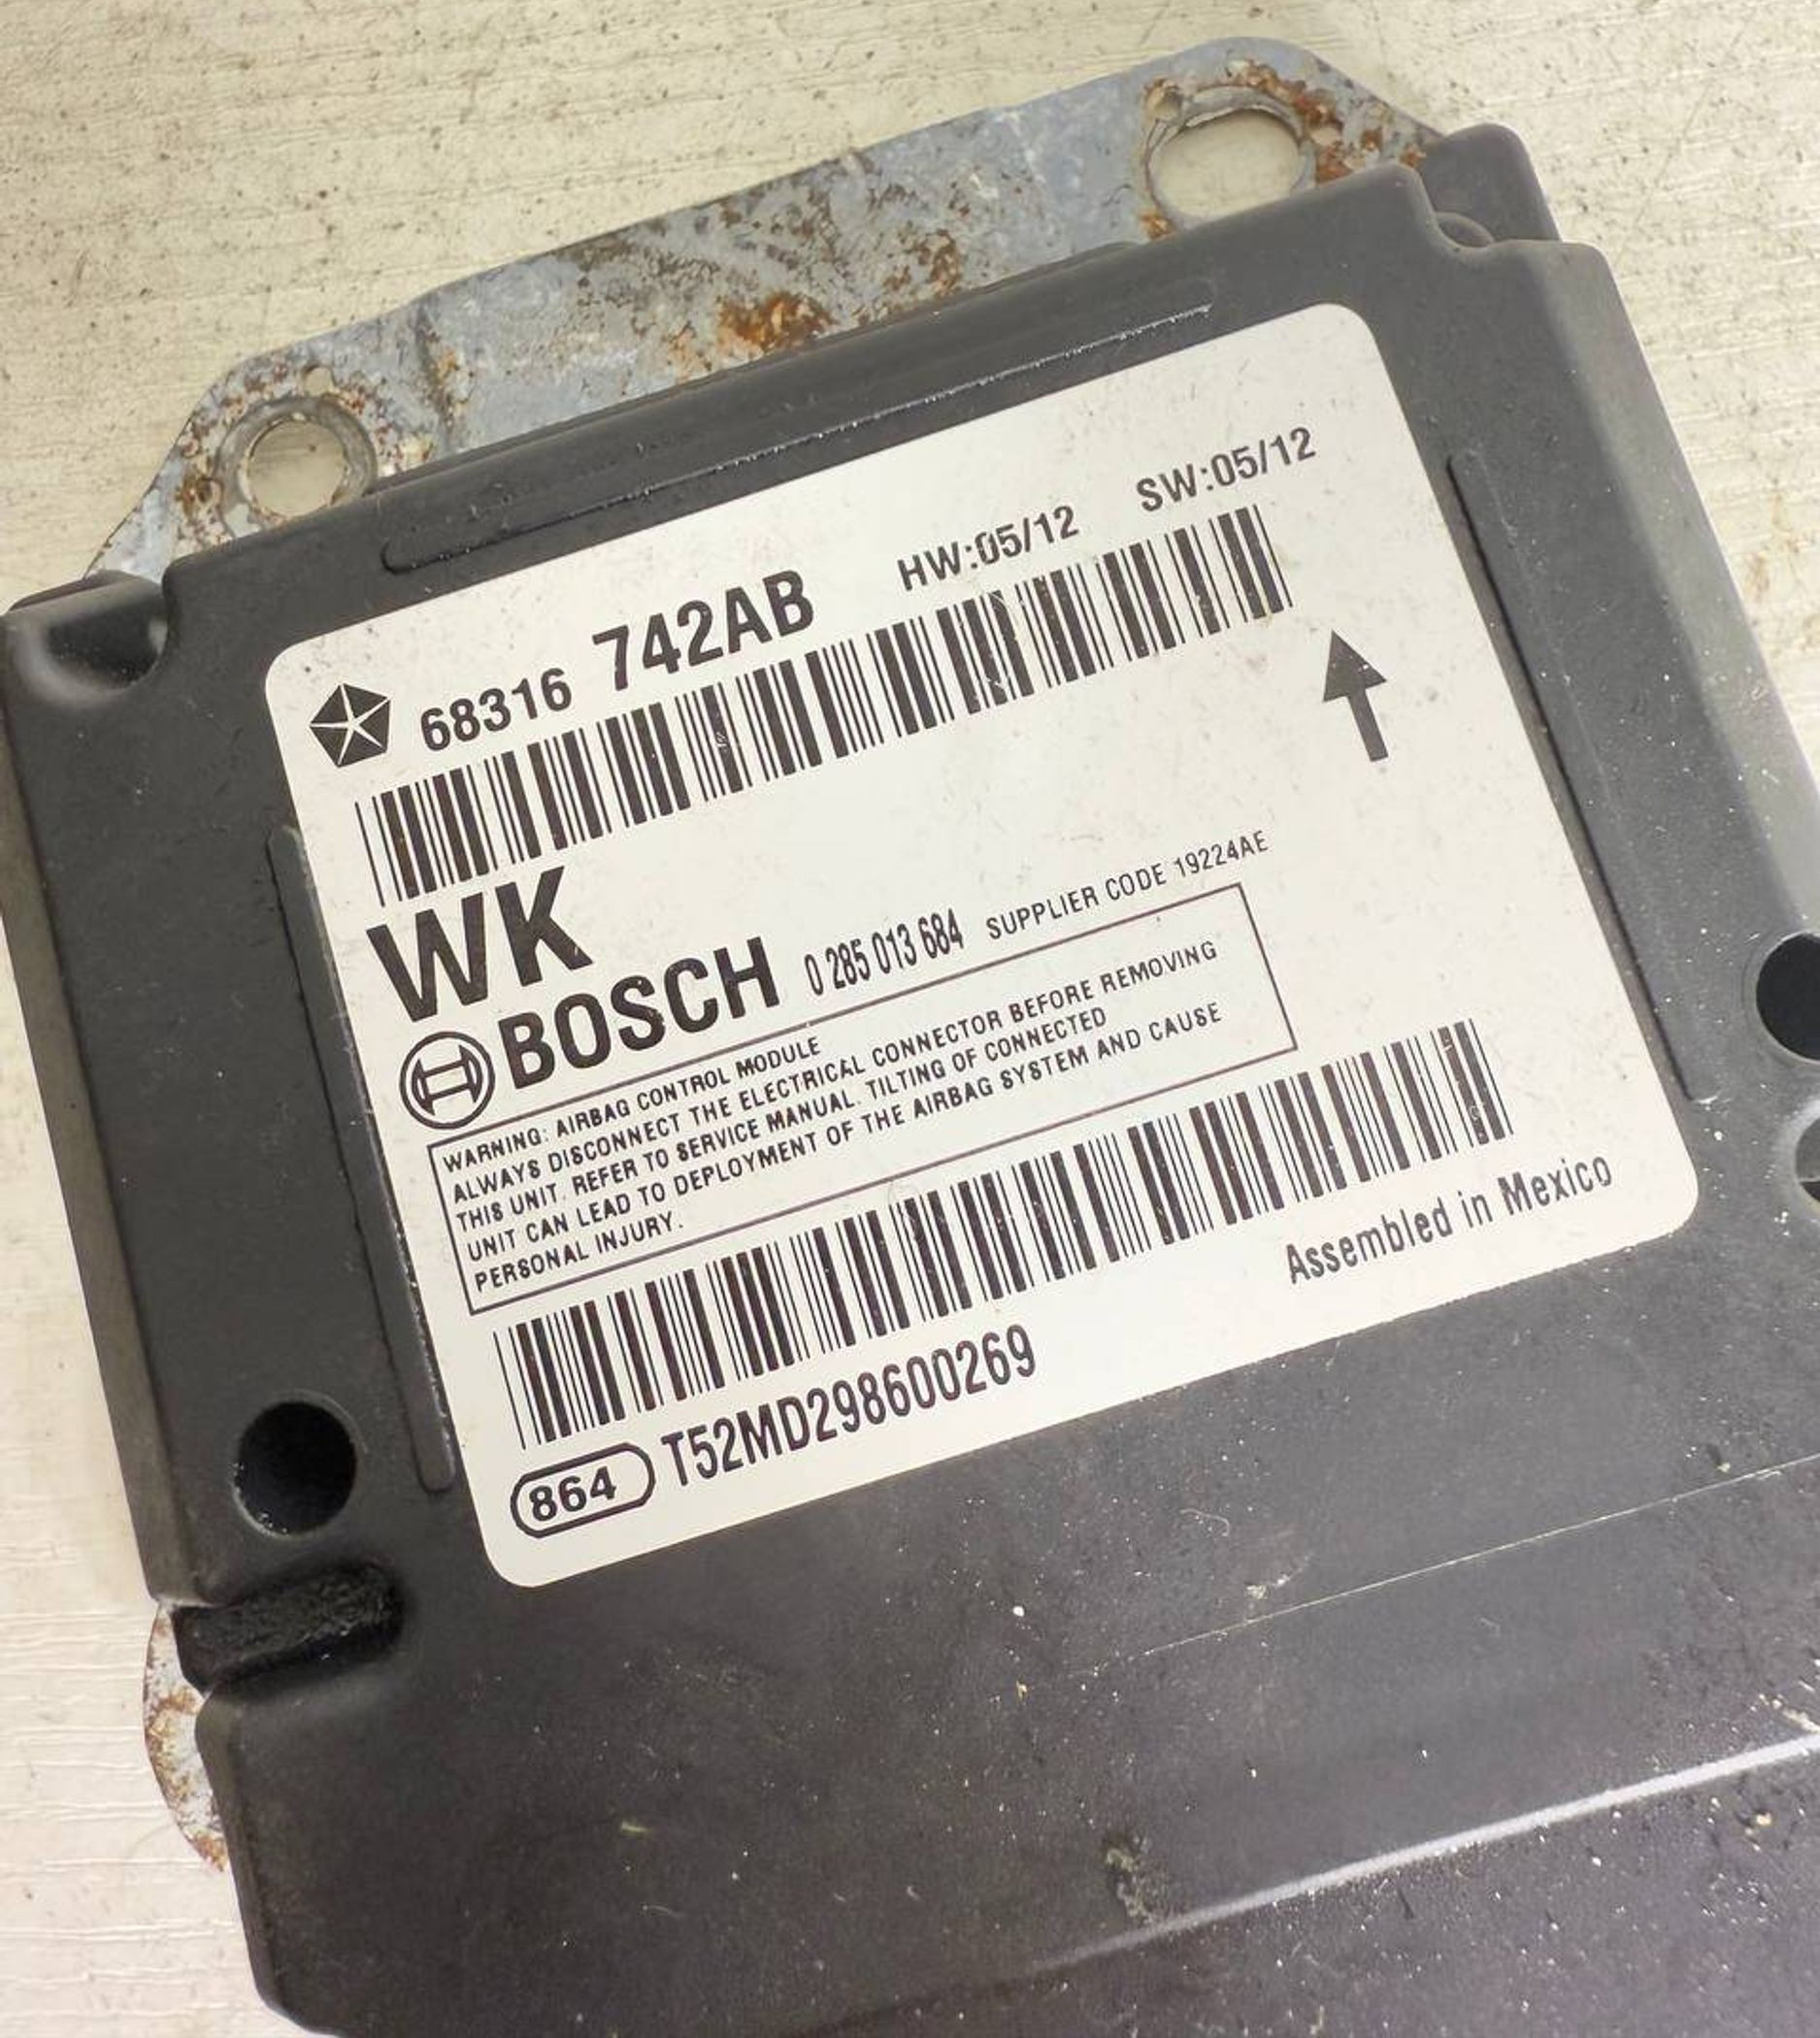 68316 742AB HW:05/12 SW:05/12
WK
BOSCH 0 285 013 684 SUPPLIER CODE 19224AE
WARNING: AIRBAG CONTROL MODULE
ALWAYS DISCONNECT THE ELECTRICAL CONNECTOR BEFORE REMOVING
THIS UNIT. REFER TO SERVICE MANUAL. TILTING OF CONNECTED
UNIT CAN LEAD TO DEPLOYMENT OF THE AIRBAG SYSTEM AND CAUSE
PERSONAL INJURY.
Assembled in Mexico
864 T52MD298600269